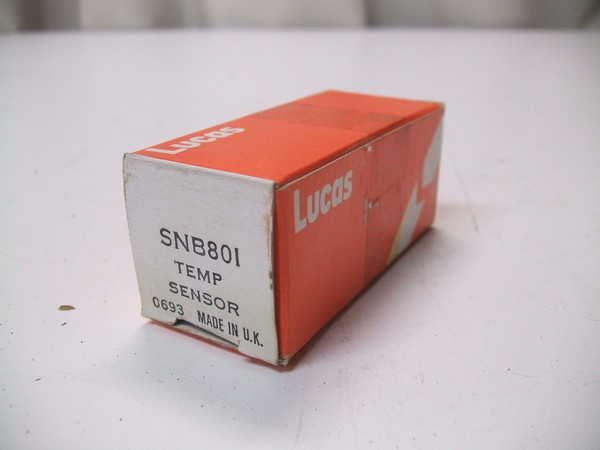 Lucas
Lucas
SNB801
TEMP
SENSOR
0693 MADE IN U.K.